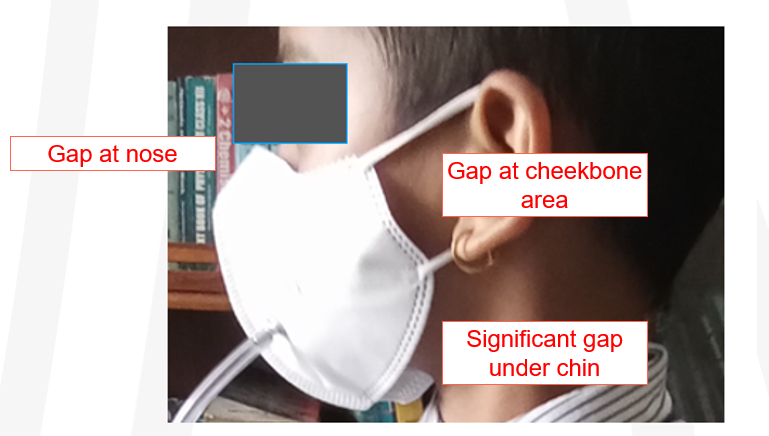 Gap at nose
Gap at cheekbone
area
Significant gap
under chin